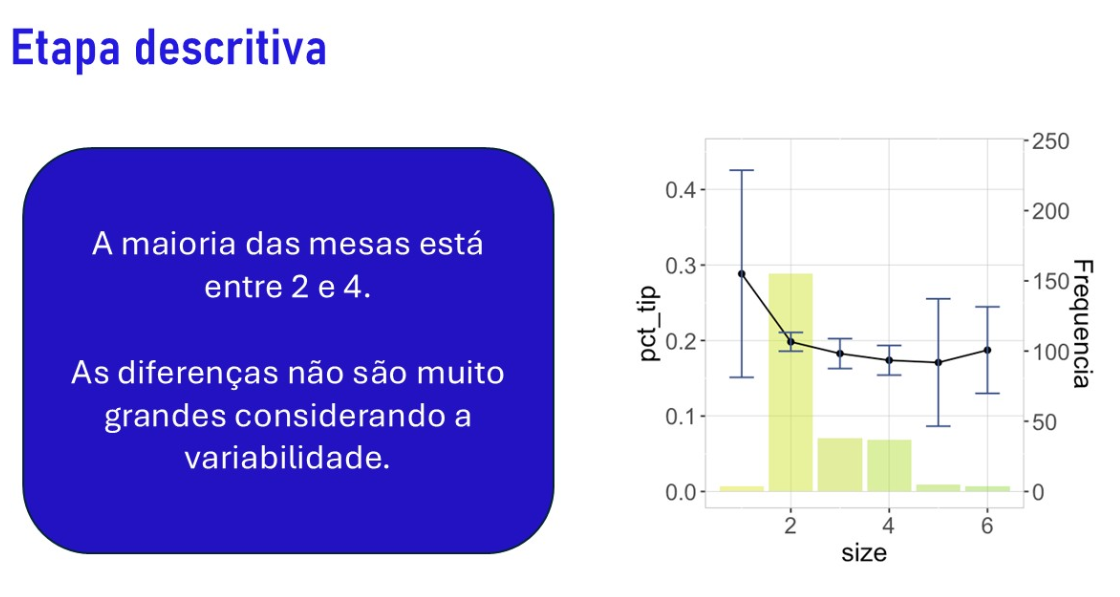 Etapa descritiva
A maioria das mesas está
entre 2 e 4.
As diferenças não são muito
grandes considerando a
variabilidade.
pct_tip
0.4
0.3
0.2
0.1
0.0
250
200
150
100
50
0
Frequencia
2 4 6
size